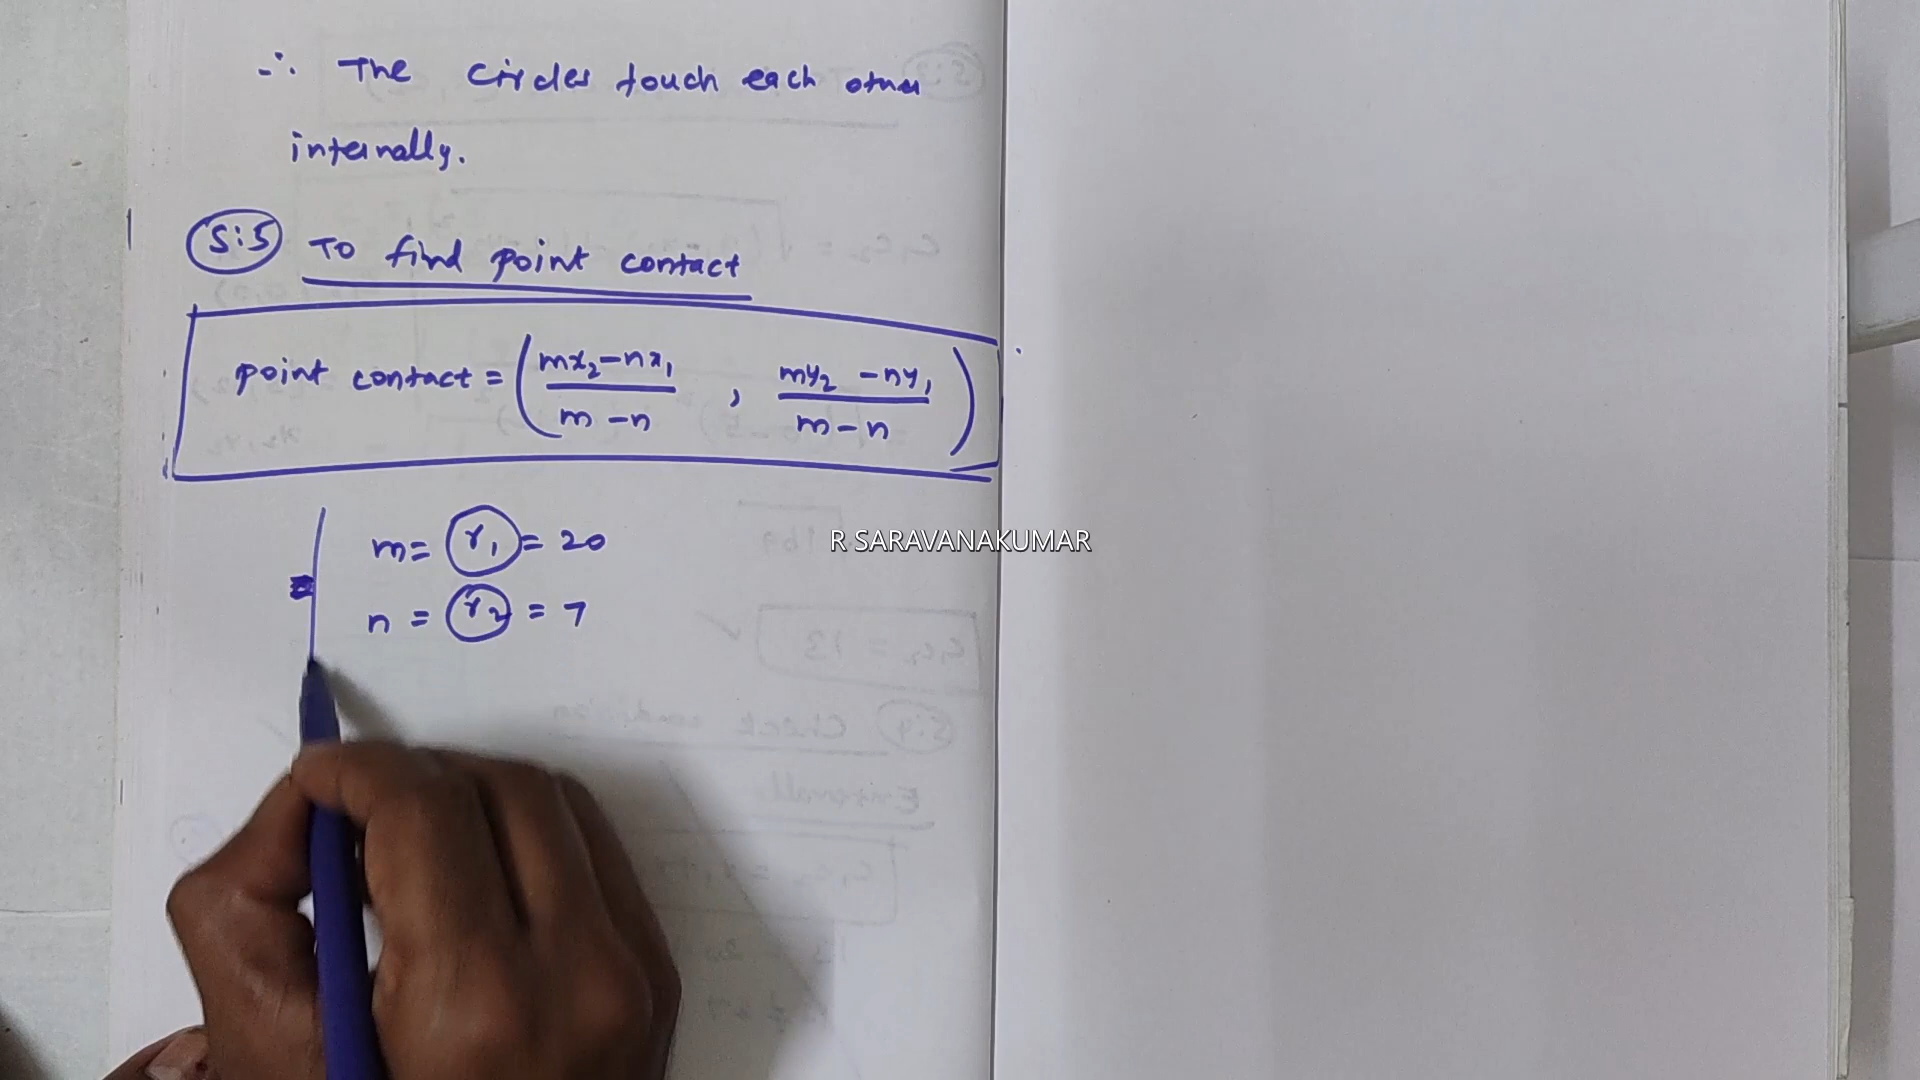 ∴ The circles touch each other
internally.
S:5 To find point contact
point contact = ( mx₂-nx₁ / m-n , my₂-ny₁ / m-n )
m = r₁ = 20
R SARAVANAKUMAR
n = r₂ = 7